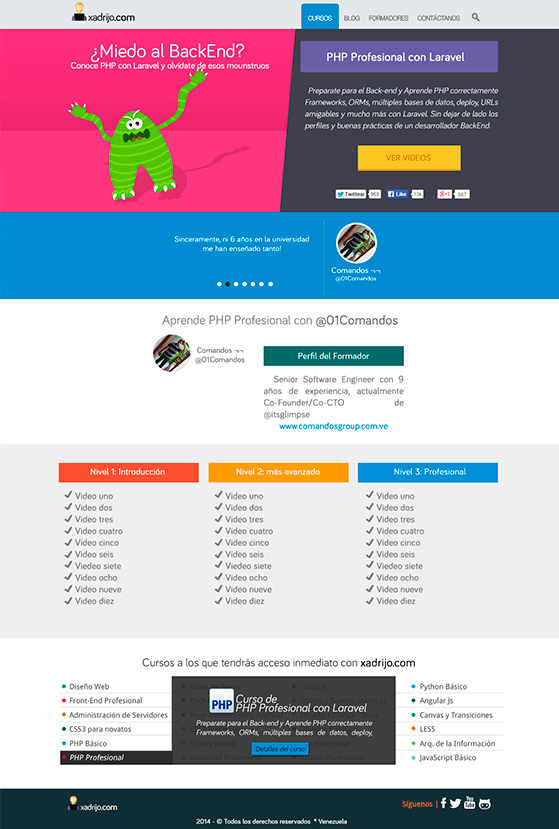 xadrijo.com
CURSOS
BLOG
FORMADORES
CONTÁCTANOS
¿Miedo al BackEnd?
Conoce PHP con Laravel y olvídate de esos mounstruos
PHP Profesional con Laravel
Preparate para el Back-end y Aprende PHP correctamente
Frameworks, ORMs, múltiples bases de datos, deploy, URLs
amigables y mucho más con Laravel. Sin dejar de lado los
perfiles y buenas prácticas de un desarrollador BackEnd.
VER VIDEOS
Twittear
Like
Sinceramente, ni 6 años en la universidad
me han enseñado tanto!
Comandos ¬¬
@01Comandos
Aprende PHP Profesional con @01Comandos
Comandos ¬¬
@01Comandos
Perfil del Formador
Senior Software Engineer con 9
años de experiencia, actualmente
Co-Founder/Co-CTO de
@itsglimpse
www.comandosgroup.com.ve
Nivel 1: Introducción
Video uno
Video dos
Video tres
Video cuatro
Video cinco
Video seis
Viedeo siete
Video ocho
Video nueve
Video diez
Nivel 2: más avanzado
Video uno
Video dos
Video tres
Video cuatro
Video cinco
Video seis
Viedeo siete
Video ocho
Video nueve
Video diez
Nivel 3: Profesional
Video uno
Video dos
Video tres
Video cuatro
Video cinco
Video seis
Viedeo siete
Video ocho
Video nueve
Video diez
Cursos a los que tendrás acceso inmediato con xadrijo.com
Diseño Web
Front-End Profesional
Administración de Servidores
CSS3 para novatos
PHP Básico
PHP Profesional
PHP
Curso de
PHP Profesional con Laravel
Preparate para el Back-end y Aprende PHP correctamente
Frameworks, ORMs, múltiples bases de datos, deploy,
Detalles del curso
Python Básico
Angular Js
Canvas y Transiciones
LESS
Arq. de la Información
JavaScript Básico
xadrijo.com
Síguenos |
You Tube
2014 - © Todos los derechos reservados * Venezuela